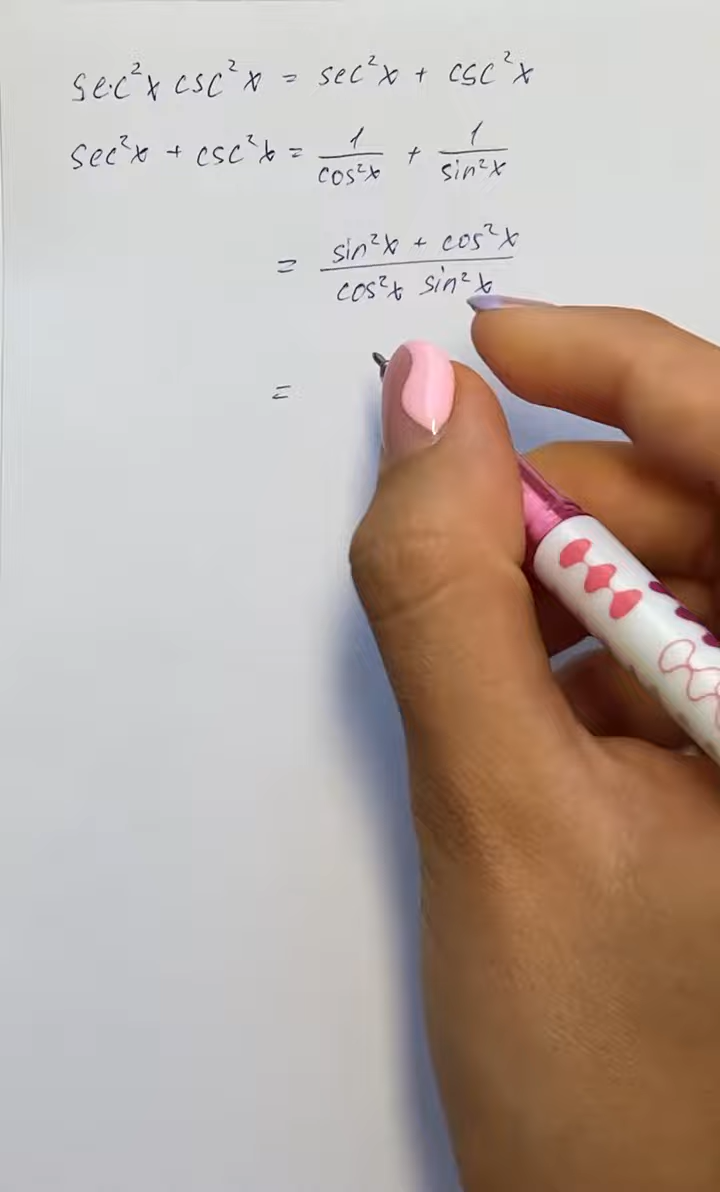 sec²x csc²x = sec²x + csc²x
sec²x + csc²x = 1/cos²x + 1/sin²x
= (sin²x + cos²x)/(cos²x sin²x)
=